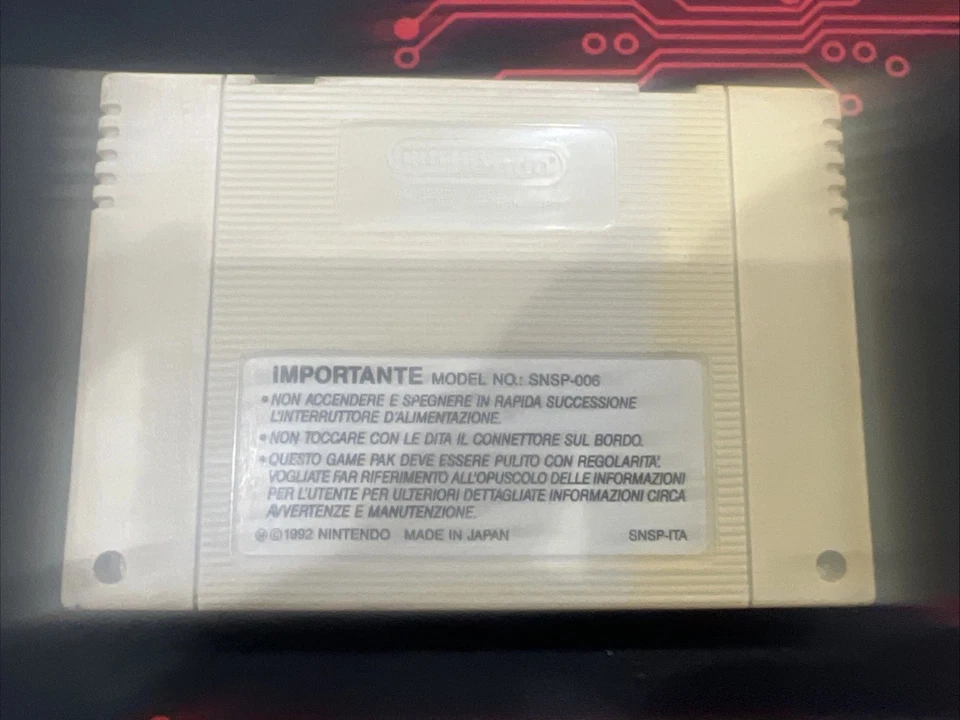 Nintendo®
IMPORTANTE MODEL NO.: SNSP-006
•NON ACCENDERE E SPEGNERE IN RAPIDA SUCCESSIONE
L'INTERRUTTORE D'ALIMENTAZIONE.
•NON TOCCARE CON LE DITA IL CONNETTORE SUL BORDO.
•QUESTO GAME PAK DEVE ESSERE PULITO CON REGOLARITA'.
VOGLIATE FAR RIFERIMENTO ALL'OPUSCOLO DELLE INFORMAZIONI
PER L'UTENTE PER ULTERIORI DETTAGLIATE INFORMAZIONI CIRCA
AVVERTENZE E MANUTENZIONE.
©1992 NINTENDO MADE IN JAPAN SNSP-ITA